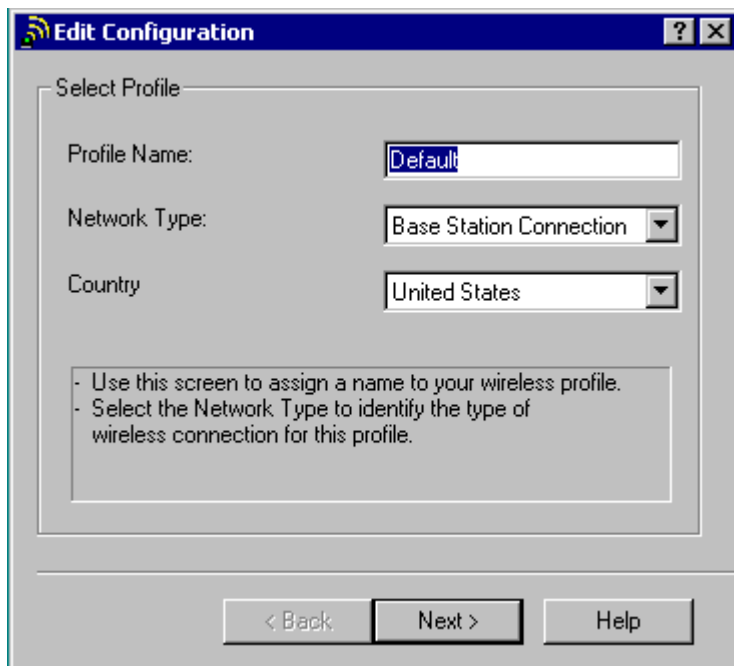 Edit Configuration
Select Profile
Profile Name:
Default
Network Type:
Base Station Connection
Country
United States
- Use this screen to assign a name to your wireless profile.
- Select the Network Type to identify the type of
wireless connection for this profile.
< Back
Next >
Help